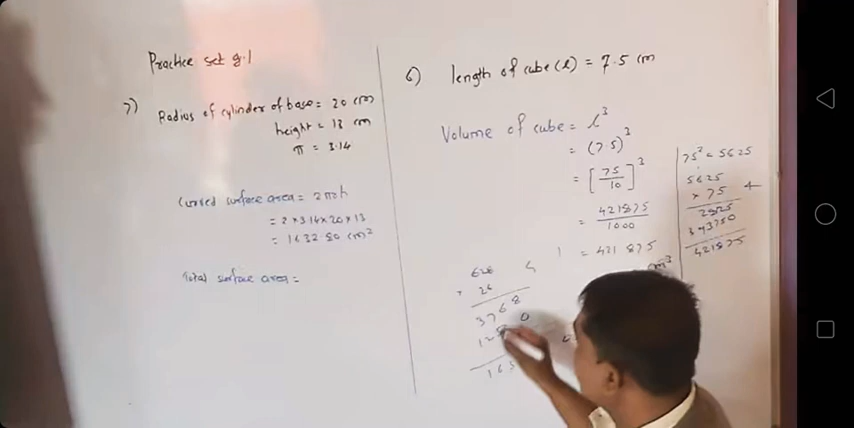 Practice set 9.1
7) Radius of cylinder of base = 20 cm
height = 13 cm
π = 3.14
Curved surface area = 2πrh
= 2 × 3.14 × 20 × 13
= 1632.80 cm²
Total surface area =
6) length of cube (l) = 7.5 cm
Volume of cube = l³
= (7.5)³
= [75/10]³
= 421875/1000
= 421.875
75² = 5625
5625
× 75
393750
421875
628
× 26
3768